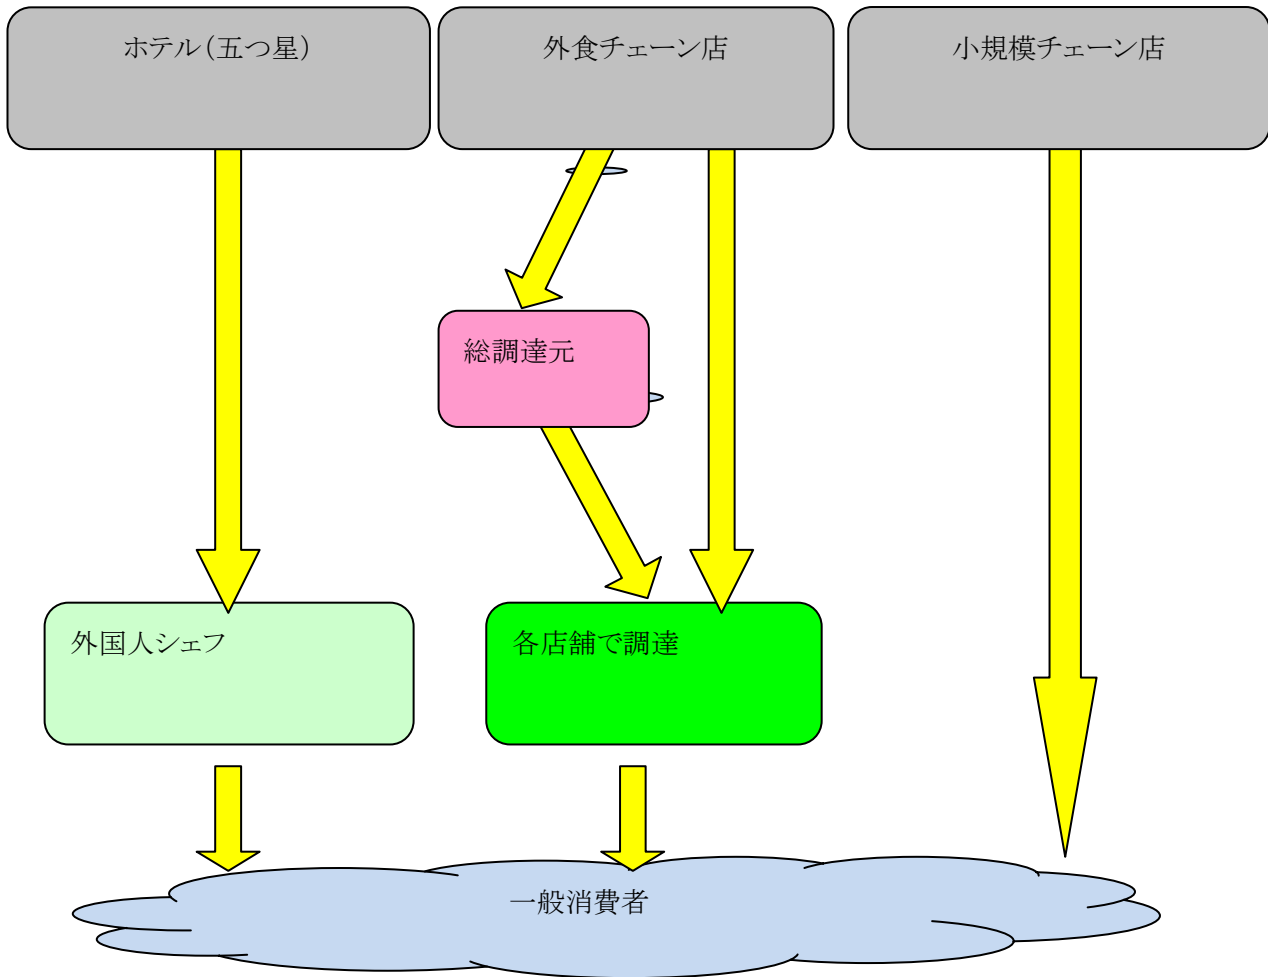 ホテル(五つ星)
外食チェーン店
小規模チェーン店
総調達元
外国人シェフ
各店舗で調達
一般消費者